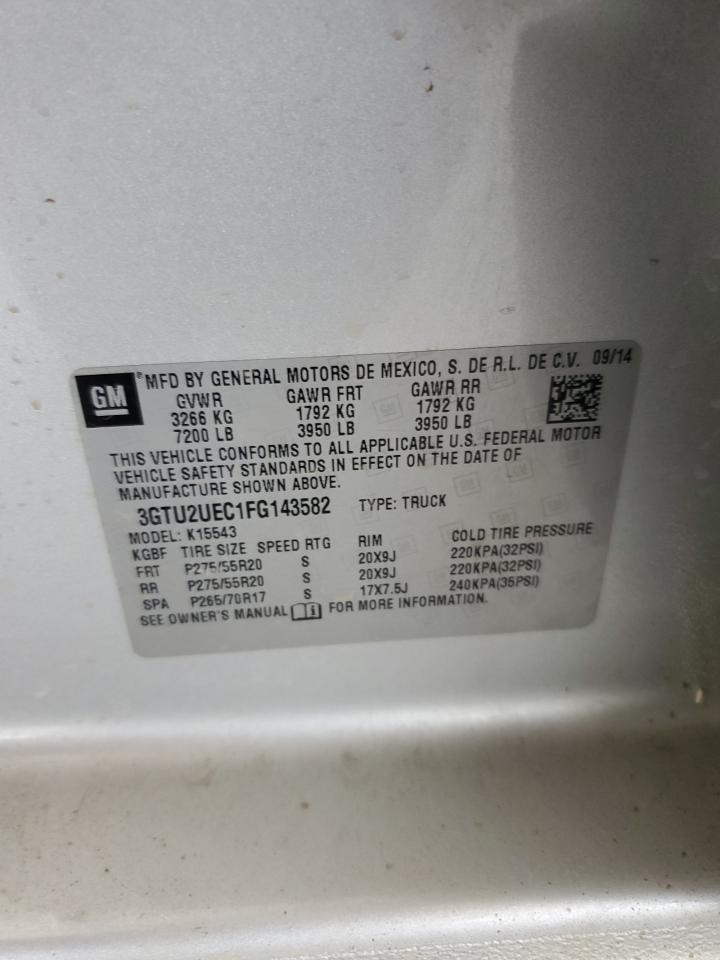 GM ® MFD BY GENERAL MOTORS DE MEXICO, S. DE R.L. DE C.V. 09/14
GVWR GAWR FRT GAWR RR
3266 KG 1792 KG 1792 KG
7200 LB 3950 LB 3950 LB
THIS VEHICLE CONFORMS TO ALL APPLICABLE U.S. FEDERAL MOTOR
VEHICLE SAFETY STANDARDS IN EFFECT ON THE DATE OF
MANUFACTURE SHOWN ABOVE.
3GTU2UEC1FG143582 TYPE: TRUCK
MODEL: K15543
KGBF TIRE SIZE SPEED RTG RIM COLD TIRE PRESSURE
FRT P275/55R20 S 20X9J 220KPA(32PSI)
RR P275/55R20 S 20X9J 220KPA(32PSI)
SPA P265/70R17 S 17X7.5J 240KPA(35PSI)
SEE OWNER'S MANUAL FOR MORE INFORMATION.